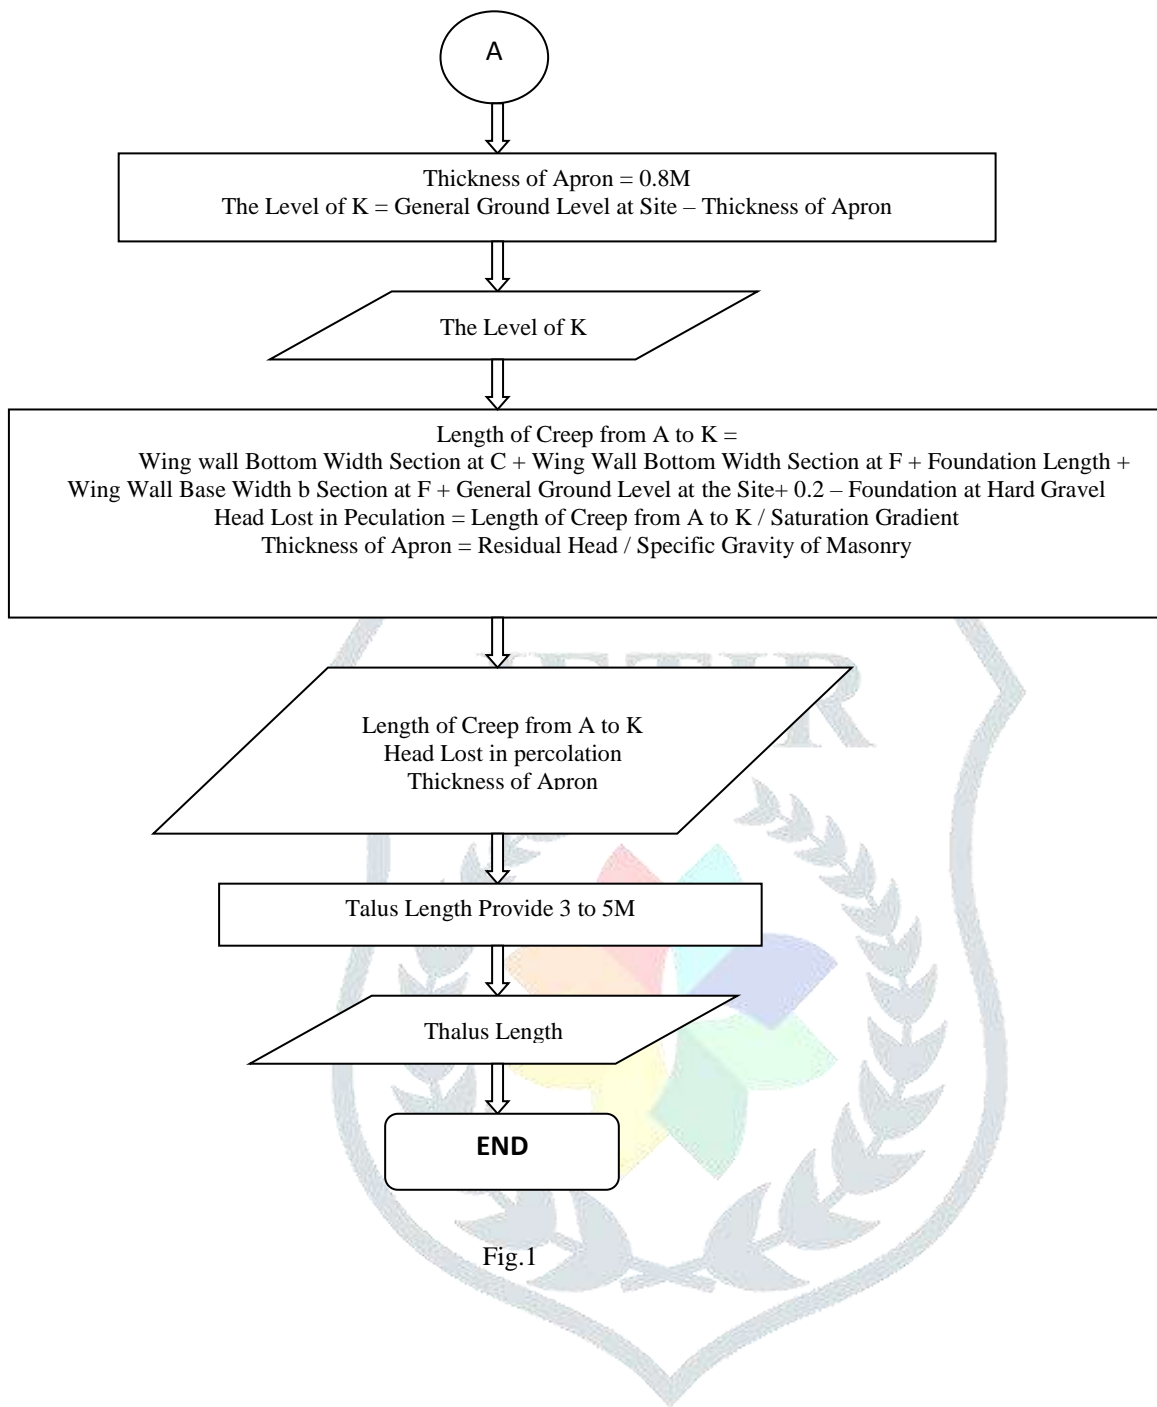 A
Thickness of Apron = 0.8M
The Level of K = General Ground Level at Site – Thickness of Apron
The Level of K
Length of Creep from A to K =
Wing wall Bottom Width Section at C + Wing Wall Bottom Width Section at F + Foundation Length +
Wing Wall Base Width b Section at F + General Ground Level at the Site+ 0.2 – Foundation at Hard Gravel
Head Lost in Peculation = Length of Creep from A to K / Saturation Gradient
Thickness of Apron = Residual Head / Specific Gravity of Masonry
JETIR
Length of Creep from A to K
Head Lost in percolation
Thickness of Apron
Talus Length Provide 3 to 5M
Thalus Length
END
Fig.1